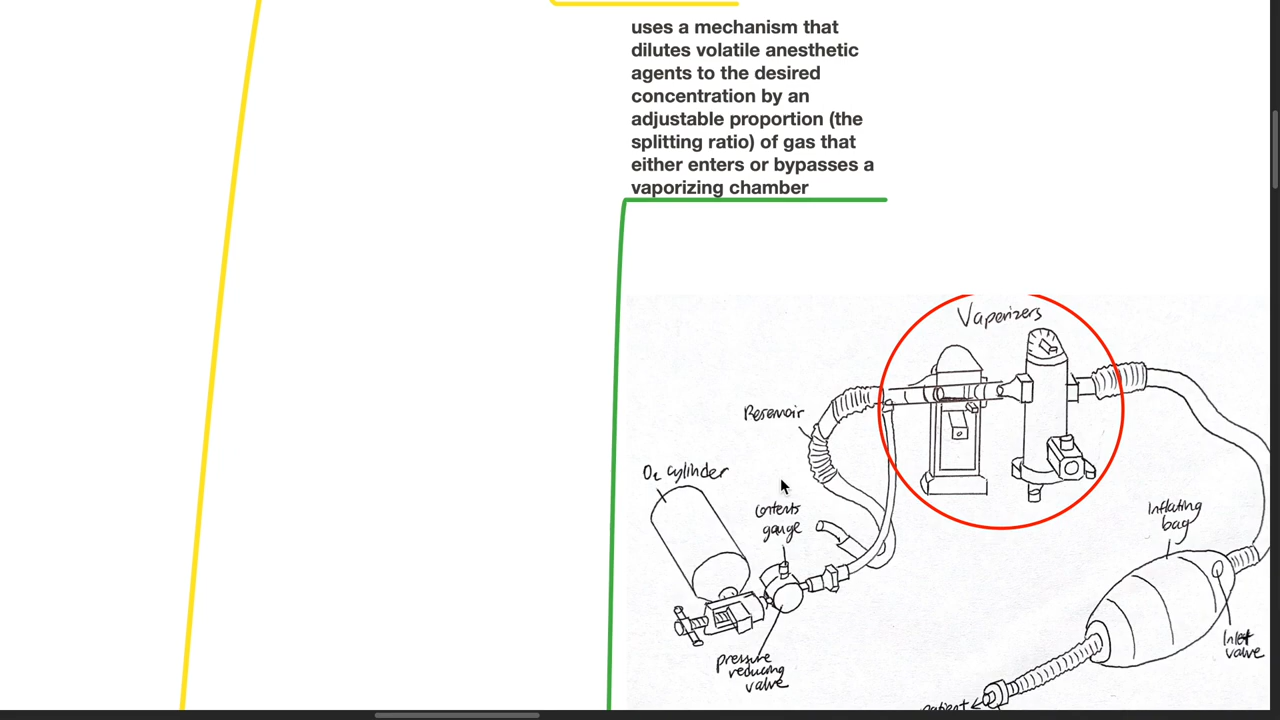 uses a mechanism that
dilutes volatile anesthetic
agents to the desired
concentration by an
adjustable proportion (the
splitting ratio) of gas that
either enters or bypasses a
vaporizing chamber
Vaporizers
Reservoir
O₂ cylinder
contents
gauge
Inflating
bag
Inlet
valve
pressure
reducing
valve
patient